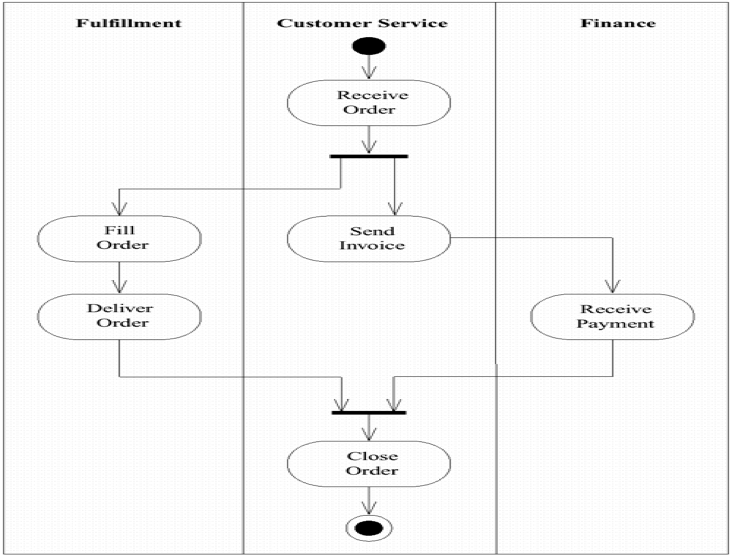 Fulfillment
Customer Service
Finance
Receive
Order
Fill
Order
Send
Invoice
Deliver
Order
Receive
Payment
Close
Order